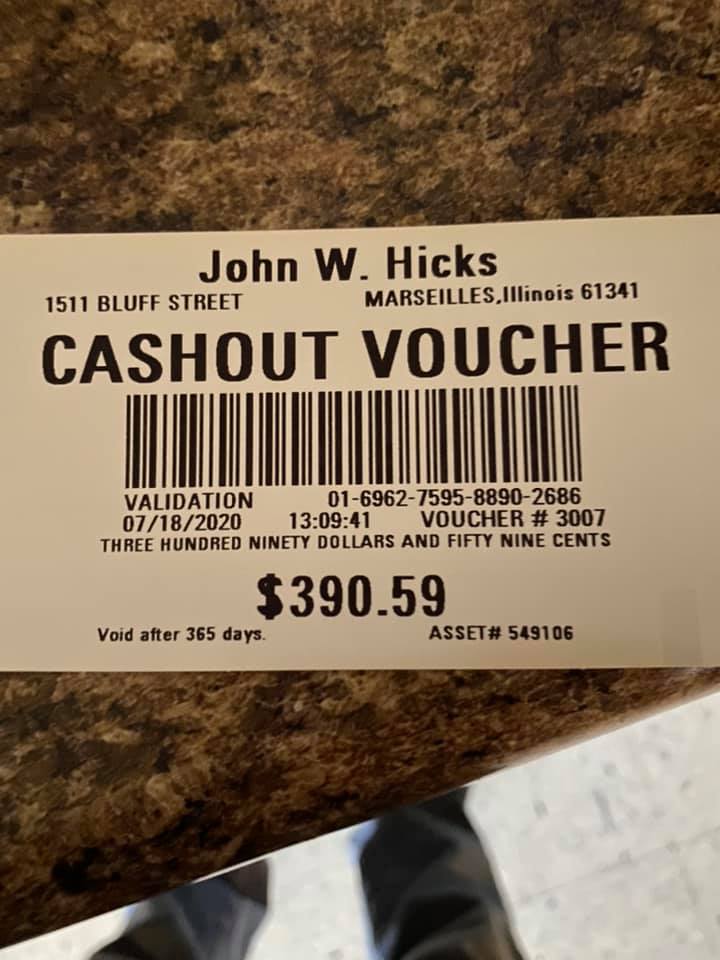 John W. Hicks
1511 BLUFF STREET MARSEILLES,Illinois 61341
CASHOUT VOUCHER
VALIDATION 01-6962-7595-8890-2686
07/18/2020 13:09:41 VOUCHER # 3007
THREE HUNDRED NINETY DOLLARS AND FIFTY NINE CENTS
$390.59
Void after 365 days. ASSET# 549106